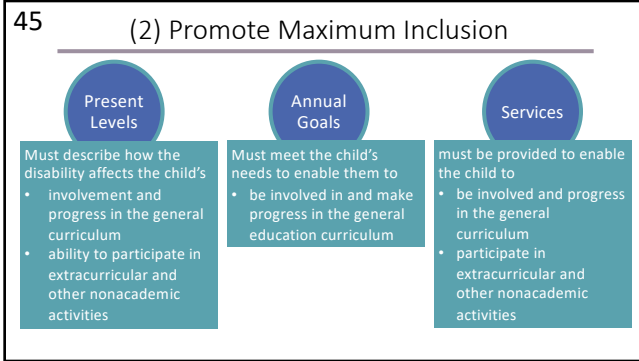 45
(2) Promote Maximum Inclusion
Present
Levels
Must describe how the
disability affects the child's
• involvement and
progress in the general
curriculum
• ability to participate in
extracurricular and
other nonacademic
activities
Annual
Goals
Must meet the child's
needs to enable them to
• be involved in and make
progress in the general
education curriculum
Services
must be provided to enable
the child to
• be involved and progress
in the general
curriculum
• participate in
extracurricular and
other nonacademic
activities